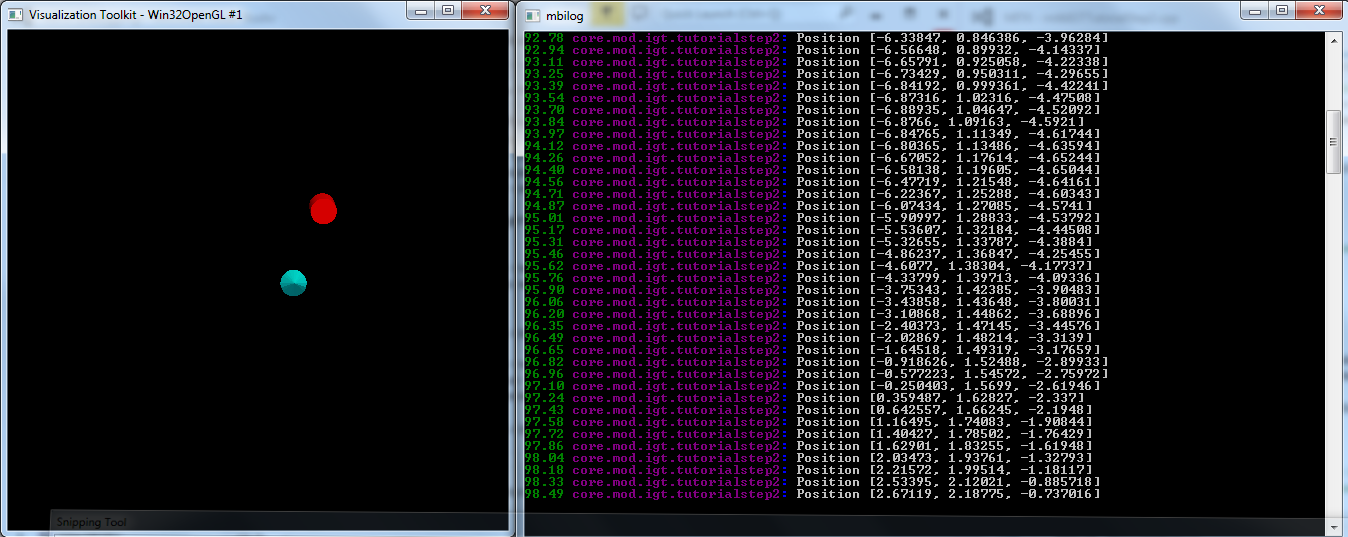 Visualization Toolkit - Win32OpenGL #1
mbilog
92.78 core.mod.igt.tutorialstep2: Position [-6.33847, 0.846386, -3.96284]
92.94 core.mod.igt.tutorialstep2: Position [-6.56648, 0.89932, -4.14337]
93.11 core.mod.igt.tutorialstep2: Position [-6.65791, 0.925058, -4.22338]
93.25 core.mod.igt.tutorialstep2: Position [-6.73429, 0.950311, -4.29655]
93.39 core.mod.igt.tutorialstep2: Position [-6.84192, 0.999361, -4.42241]
93.54 core.mod.igt.tutorialstep2: Position [-6.87316, 1.02316, -4.47508]
93.70 core.mod.igt.tutorialstep2: Position [-6.88935, 1.04647, -4.52092]
93.84 core.mod.igt.tutorialstep2: Position [-6.8766, 1.09163, -4.5921]
93.97 core.mod.igt.tutorialstep2: Position [-6.84765, 1.11349, -4.61744]
94.12 core.mod.igt.tutorialstep2: Position [-6.80365, 1.13486, -4.63594]
94.26 core.mod.igt.tutorialstep2: Position [-6.67052, 1.17614, -4.65244]
94.40 core.mod.igt.tutorialstep2: Position [-6.58138, 1.19605, -4.65044]
94.56 core.mod.igt.tutorialstep2: Position [-6.47719, 1.21548, -4.64161]
94.71 core.mod.igt.tutorialstep2: Position [-6.22367, 1.25288, -4.60343]
94.87 core.mod.igt.tutorialstep2: Position [-6.07434, 1.27085, -4.5741]
95.01 core.mod.igt.tutorialstep2: Position [-5.90997, 1.28833, -4.53792]
95.17 core.mod.igt.tutorialstep2: Position [-5.53607, 1.32184, -4.44508]
95.31 core.mod.igt.tutorialstep2: Position [-5.32655, 1.33787, -4.3884]
95.46 core.mod.igt.tutorialstep2: Position [-4.86237, 1.36847, -4.25455]
95.62 core.mod.igt.tutorialstep2: Position [-4.6077, 1.38304, -4.17737]
95.76 core.mod.igt.tutorialstep2: Position [-4.33799, 1.39713, -4.09336]
95.90 core.mod.igt.tutorialstep2: Position [-3.75343, 1.42385, -3.90483]
96.06 core.mod.igt.tutorialstep2: Position [-3.43858, 1.43648, -3.80031]
96.20 core.mod.igt.tutorialstep2: Position [-3.10868, 1.44862, -3.68896]
96.35 core.mod.igt.tutorialstep2: Position [-2.40373, 1.47145, -3.44576]
96.49 core.mod.igt.tutorialstep2: Position [-2.02869, 1.48214, -3.3139]
96.65 core.mod.igt.tutorialstep2: Position [-1.64518, 1.49319, -3.17659]
96.82 core.mod.igt.tutorialstep2: Position [-0.918626, 1.52488, -2.89933]
96.96 core.mod.igt.tutorialstep2: Position [-0.577223, 1.54572, -2.75972]
97.10 core.mod.igt.tutorialstep2: Position [-0.250403, 1.5699, -2.61946]
97.24 core.mod.igt.tutorialstep2: Position [0.359487, 1.62827, -2.337]
97.43 core.mod.igt.tutorialstep2: Position [0.642557, 1.66245, -2.1948]
97.58 core.mod.igt.tutorialstep2: Position [1.16495, 1.74083, -1.90844]
97.72 core.mod.igt.tutorialstep2: Position [1.40427, 1.78502, -1.76429]
97.86 core.mod.igt.tutorialstep2: Position [1.62901, 1.83255, -1.61948]
98.04 core.mod.igt.tutorialstep2: Position [2.03473, 1.93761, -1.32793]
98.18 core.mod.igt.tutorialstep2: Position [2.21572, 1.99514, -1.18117]
98.33 core.mod.igt.tutorialstep2: Position [2.53395, 2.12021, -0.885718]
98.49 core.mod.igt.tutorialstep2: Position [2.67119, 2.18775, -0.737016]
Snipping Tool